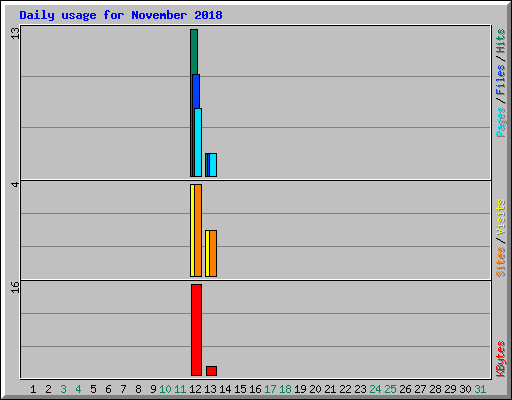 Daily usage for November 2018
13
Pages/Files/Hits
4
Sites/Visits
16
KBytes
1 2 3 4 5 6 7 8 9 10 11 12 13 14 15 16 17 18 19 20 21 22 23 24 25 26 27 28 29 30 31